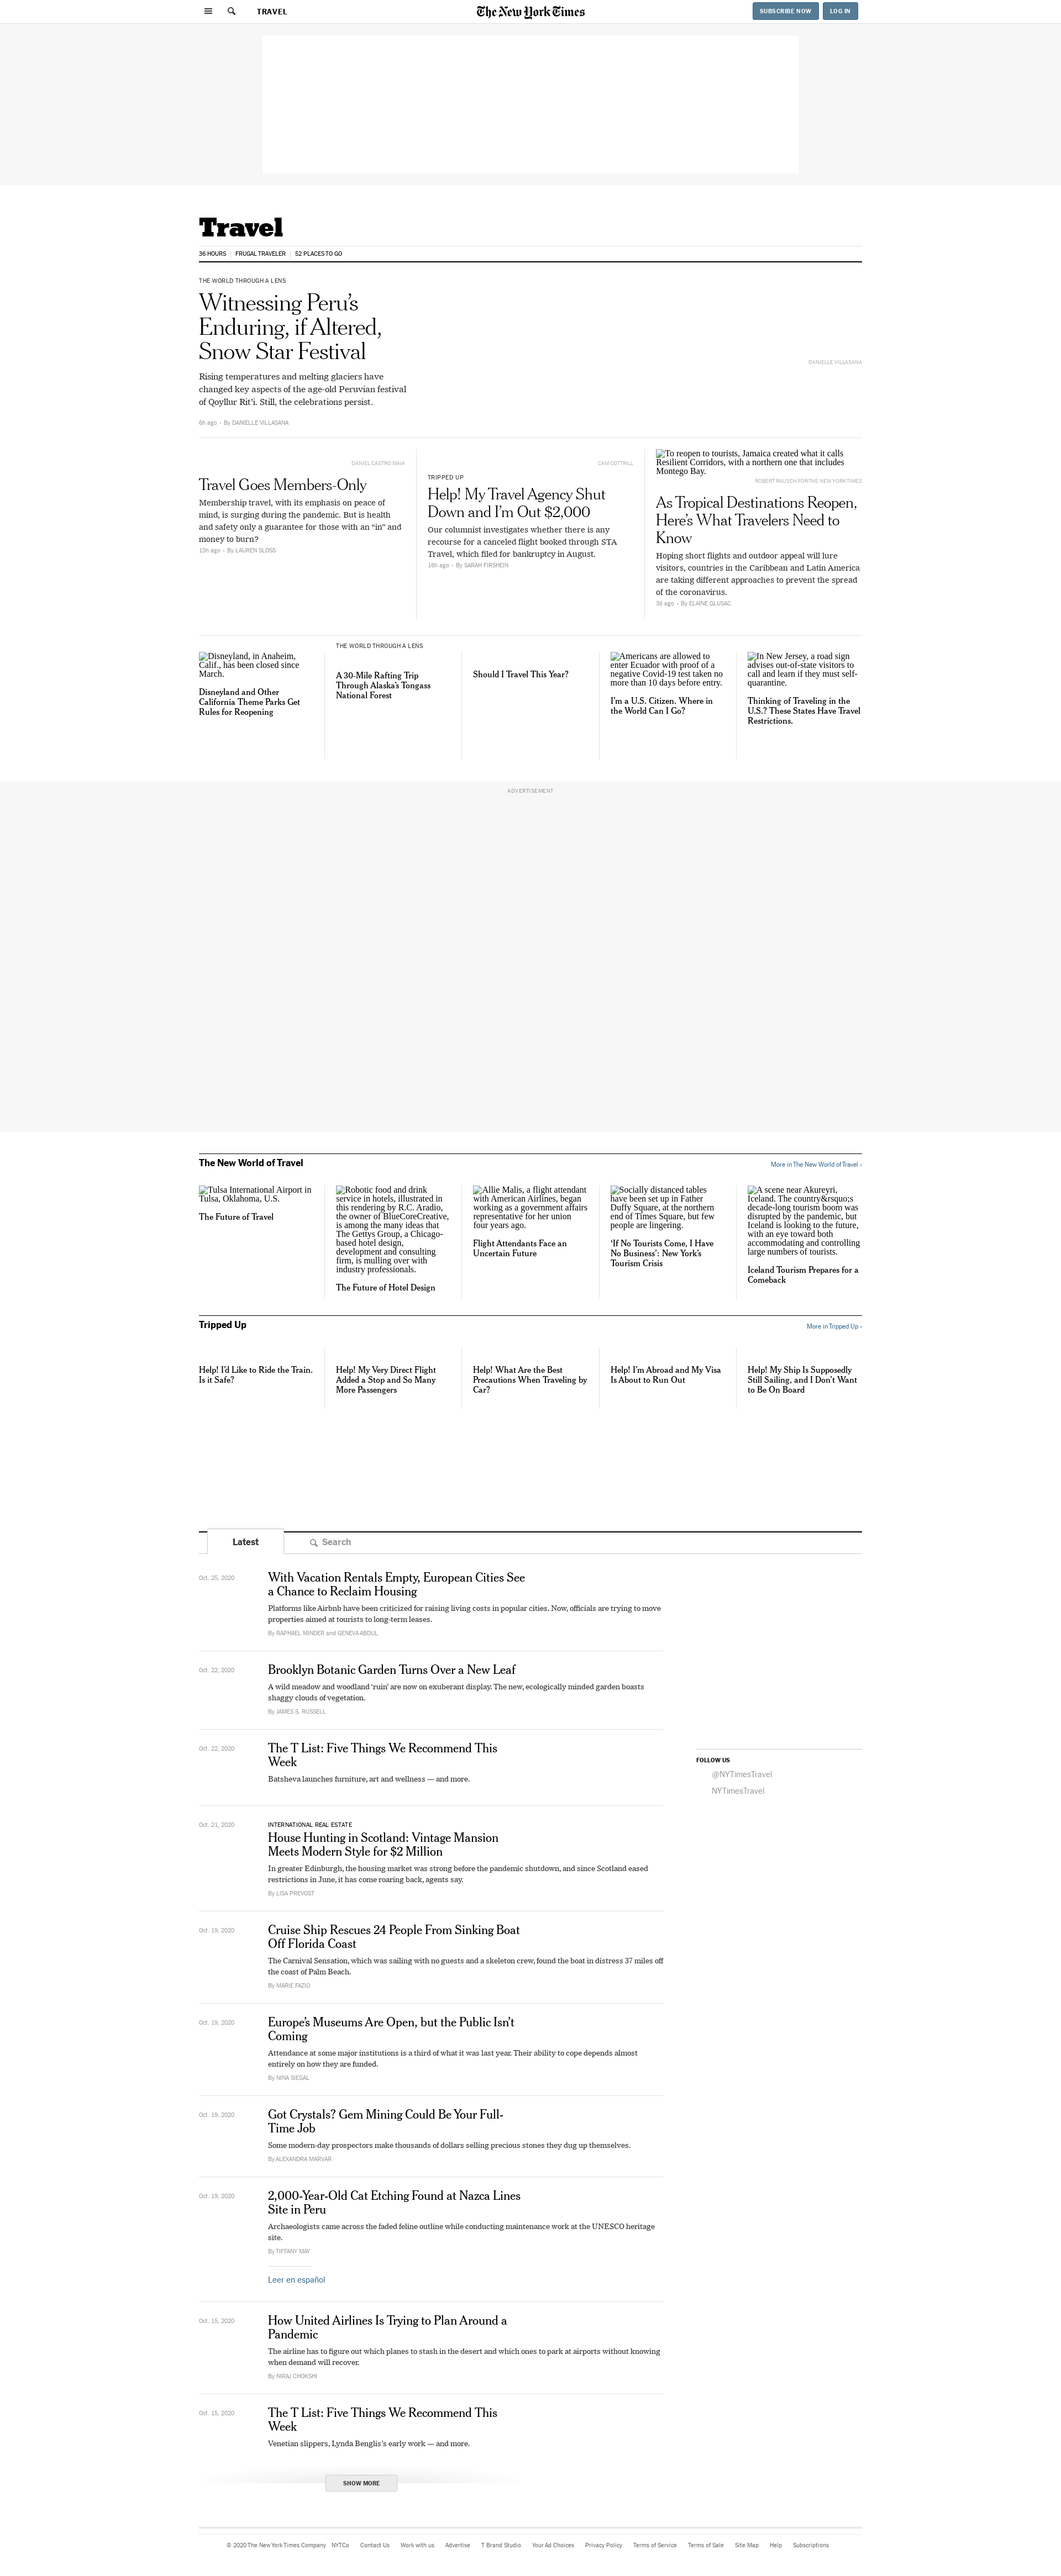 TRAVEL
The New York Times
SUBSCRIBE NOW
LOG IN
Travel
36 HOURS
FRUGAL TRAVELER
52 PLACES TO GO
THE WORLD THROUGH A LENS
Witnessing Peru's
Enduring, if Altered,
Snow Star Festival
DANIELLE VILLASANA
Rising temperatures and melting glaciers have
changed key aspects of the age-old Peruvian festival
of Qoyllur Rit'i. Still, the celebrations persist.
6h ago • By DANIELLE VILLASANA
DANIEL CASTRO MAIA
Travel Goes Members-Only
Membership travel, with its emphasis on peace of
mind, is surging during the pandemic. But is health
and safety only a guarantee for those with an "in" and
money to burn?
15h ago • By LAUREN SLOSS
CAM COTTRILL
TRIPPED UP
Help! My Travel Agency Shut
Down and I'm Out $2,000
Our columnist investigates whether there is any
recourse for a canceled flight booked through STA
Travel, which filed for bankruptcy in August.
16h ago • By SARAH FIRSHEIN
To reopen to tourists, Jamaica created what it calls
Resilient Corridors, with a northern one that includes
Montego Bay.
ROBERT RAUSCH FOR THE NEW YORK TIMES
As Tropical Destinations Reopen,
Here's What Travelers Need to
Know
Hoping short flights and outdoor appeal will lure
visitors, countries in the Caribbean and Latin America
are taking different approaches to prevent the spread
of the coronavirus.
3d ago • By ELAINE GLUSAC
Disneyland, in Anaheim,
Calif., has been closed since
March.
Disneyland and Other
California Theme Parks Get
Rules for Reopening
THE WORLD THROUGH A LENS
A 30-Mile Rafting Trip
Through Alaska's Tongass
National Forest
Should I Travel This Year?
Americans are allowed to
enter Ecuador with proof of a
negative Covid-19 test taken no
more than 10 days before entry.
I'm a U.S. Citizen. Where in
the World Can I Go?
In New Jersey, a road sign
advises out-of-state visitors to
call and learn if they must self-
quarantine.
Thinking of Traveling in the
U.S.? These States Have Travel
Restrictions.
ADVERTISEMENT
The New World of Travel
More in The New World of Travel ›
Tulsa International Airport in
Tulsa, Oklahoma, U.S.
The Future of Travel
Robotic food and drink
service in hotels, illustrated in
this rendering by R.C. Aradio,
the owner of BlueCoreCreative,
is among the many ideas that
The Gettys Group, a Chicago-
based hotel design,
development and consulting
firm, is mulling over with
industry professionals.
The Future of Hotel Design
Allie Malis, a flight attendant
with American Airlines, began
working as a government affairs
representative for her union
four years ago.
Flight Attendants Face an
Uncertain Future
Socially distanced tables
have been set up in Father
Duffy Square, at the northern
end of Times Square, but few
people are lingering.
'If No Tourists Come, I Have
No Business': New York's
Tourism Crisis
A scene near Akureyri,
Iceland. The country&rsquo;s
decade-long tourism boom was
disrupted by the pandemic, but
Iceland is looking to the future,
with an eye toward both
accommodating and controlling
large numbers of tourists.
Iceland Tourism Prepares for a
Comeback
Tripped Up
More in Tripped Up ›
Help! I'd Like to Ride the Train.
Is it Safe?
Help! My Very Direct Flight
Added a Stop and So Many
More Passengers
Help! What Are the Best
Precautions When Traveling by
Car?
Help! I'm Abroad and My Visa
Is About to Run Out
Help! My Ship Is Supposedly
Still Sailing, and I Don't Want
to Be On Board
Latest
Search
Oct. 25, 2020
With Vacation Rentals Empty, European Cities See
a Chance to Reclaim Housing
Platforms like Airbnb have been criticized for raising living costs in popular cities. Now, officials are trying to move
properties aimed at tourists to long-term leases.
By RAPHAEL MINDER and GENEVA ABDUL
Oct. 22, 2020
Brooklyn Botanic Garden Turns Over a New Leaf
A wild meadow and woodland 'ruin' are now on exuberant display. The new, ecologically minded garden boasts
shaggy clouds of vegetation.
By JAMES S. RUSSELL
Oct. 22, 2020
The T List: Five Things We Recommend This
Week
Batsheva launches furniture, art and wellness — and more.
FOLLOW US
@NYTimesTravel
NYTimesTravel
Oct. 21, 2020
INTERNATIONAL REAL ESTATE
House Hunting in Scotland: Vintage Mansion
Meets Modern Style for $2 Million
In greater Edinburgh, the housing market was strong before the pandemic shutdown, and since Scotland eased
restrictions in June, it has come roaring back, agents say.
By LISA PREVOST
Oct. 19, 2020
Cruise Ship Rescues 24 People From Sinking Boat
Off Florida Coast
The Carnival Sensation, which was sailing with no guests and a skeleton crew, found the boat in distress 37 miles off
the coast of Palm Beach.
By MARIE FAZIO
Oct. 19, 2020
Europe's Museums Are Open, but the Public Isn't
Coming
Attendance at some major institutions is a third of what it was last year. Their ability to cope depends almost
entirely on how they are funded.
By NINA SIEGAL
Oct. 19, 2020
Got Crystals? Gem Mining Could Be Your Full-
Time Job
Some modern-day prospectors make thousands of dollars selling precious stones they dug up themselves.
By ALEXANDRA MARVAR
Oct. 19, 2020
2,000-Year-Old Cat Etching Found at Nazca Lines
Site in Peru
Archaeologists came across the faded feline outline while conducting maintenance work at the UNESCO heritage
site.
By TIFFANY MAY
Leer en español
Oct. 15, 2020
How United Airlines Is Trying to Plan Around a
Pandemic
The airline has to figure out which planes to stash in the desert and which ones to park at airports without knowing
when demand will recover.
By NIRAJ CHOKSHI
Oct. 15, 2020
The T List: Five Things We Recommend This
Week
Venetian slippers, Lynda Benglis's early work — and more.
SHOW MORE
© 2020 The New York Times Company NYTCo Contact Us Work with us Advertise T Brand Studio Your Ad Choices Privacy Policy Terms of Service Terms of Sale Site Map Help Subscriptions